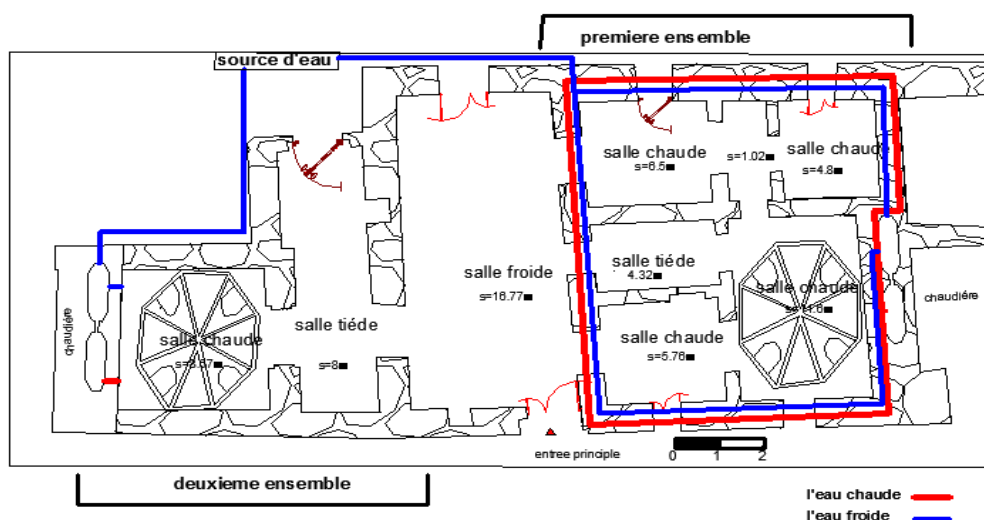 premiere ensemble
source d'eau
salle chaude
s=6.5
s=1.02
salle chaude
s=4.8
salle tiéde
4.32
salle froide
s=16.77
salle chaude
chaudiére
chaudiére
salle chaude
salle tiéde
s=8
salle chaude
s=5.76
entree principle
0 1 2
deuxieme ensemble
l'eau chaude
l'eau froide